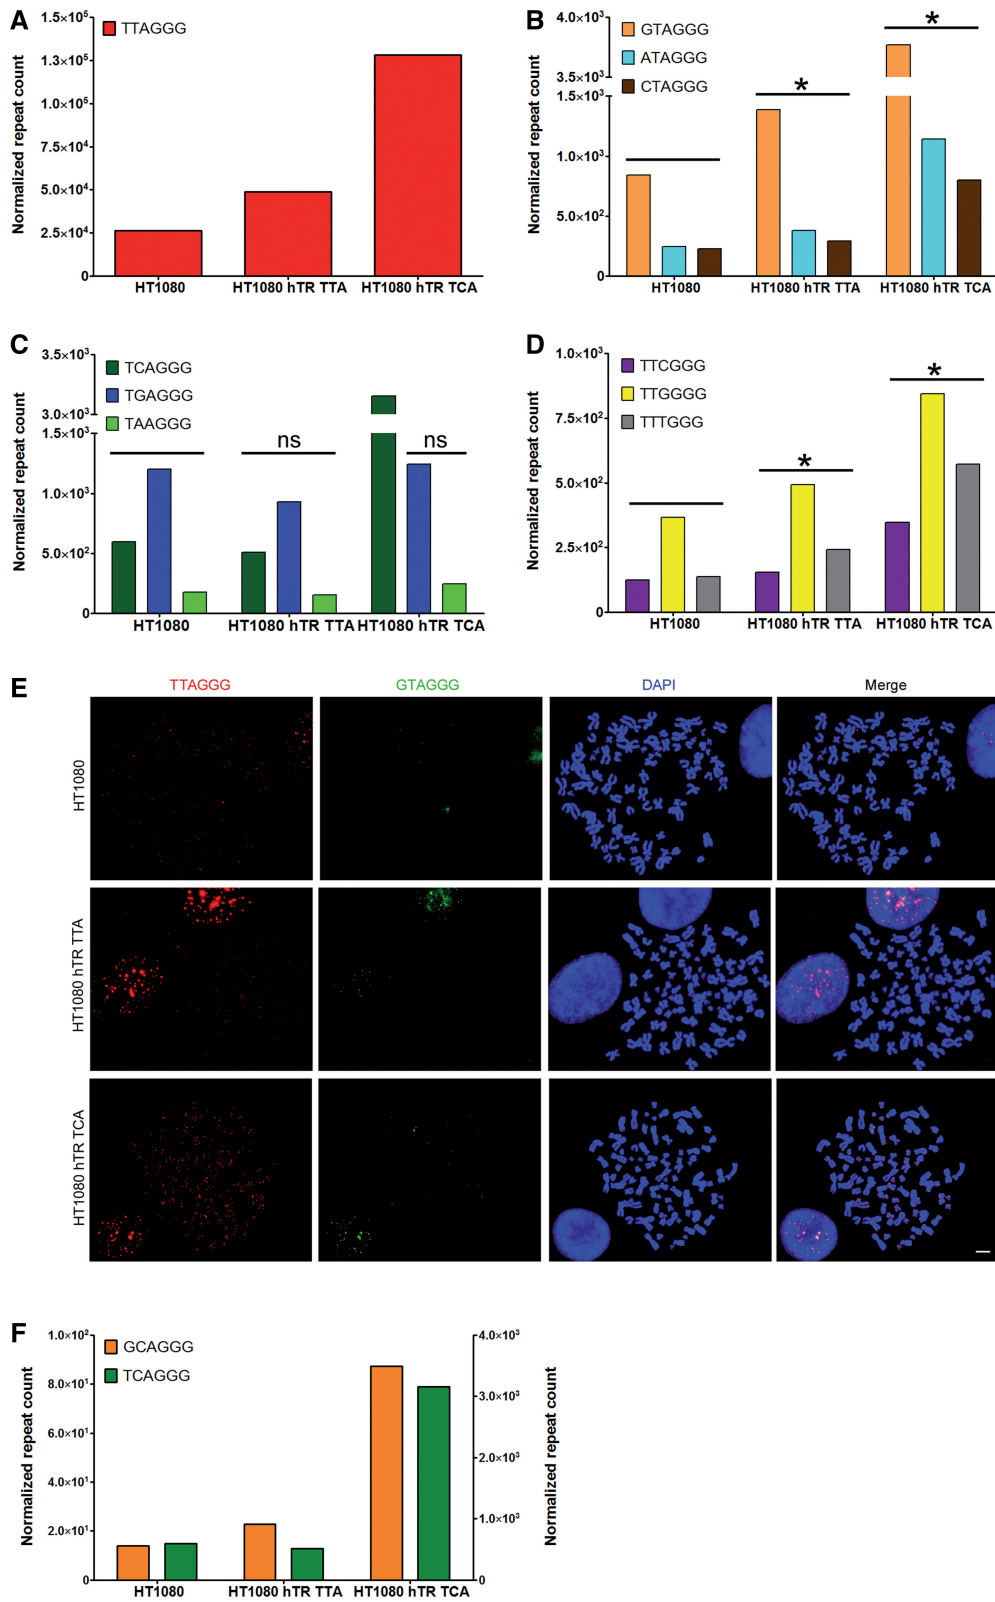 A
Normalized repeat count
TTAGGG
1.5×10⁵
1.3×10⁵
1.0×10⁵
7.5×10⁴
5.0×10⁴
2.5×10⁴
0
HT1080 HT1080 hTR TTA HT1080 hTR TCA
B
Normalized repeat count
GTAGGG
ATAGGG
CTAGGG
4.0×10³
3.5×10³
1.5×10³
1.0×10³
5.0×10²
0
*
*
HT1080 HT1080 hTR TTA HT1080 hTR TCA
C
Normalized repeat count
TCAGGG
TGAGGG
TAAGGG
3.5×10³
3.0×10³
1.5×10³
1.0×10³
5.0×10²
0
ns
ns
HT1080 HT1080 hTR TTA HT1080 hTR TCA
D
Normalized repeat count
TTCGGG
TTGGGG
TTTGGG
1.0×10³
7.5×10²
5.0×10²
2.5×10²
0
*
*
HT1080 HT1080 hTR TTA HT1080 hTR TCA
E
TTAGGG GTAGGG DAPI Merge
HT1080
HT1080 hTR TTA
HT1080 hTR TCA
F
Normalized repeat count
GCAGGG
TCAGGG
1.0×10²
8.0×10¹
6.0×10¹
4.0×10¹
2.0×10¹
0
4.0×10³
3.0×10³
2.0×10³
1.0×10³
0
Normalized repeat count
HT1080 HT1080 hTR TTA HT1080 hTR TCA